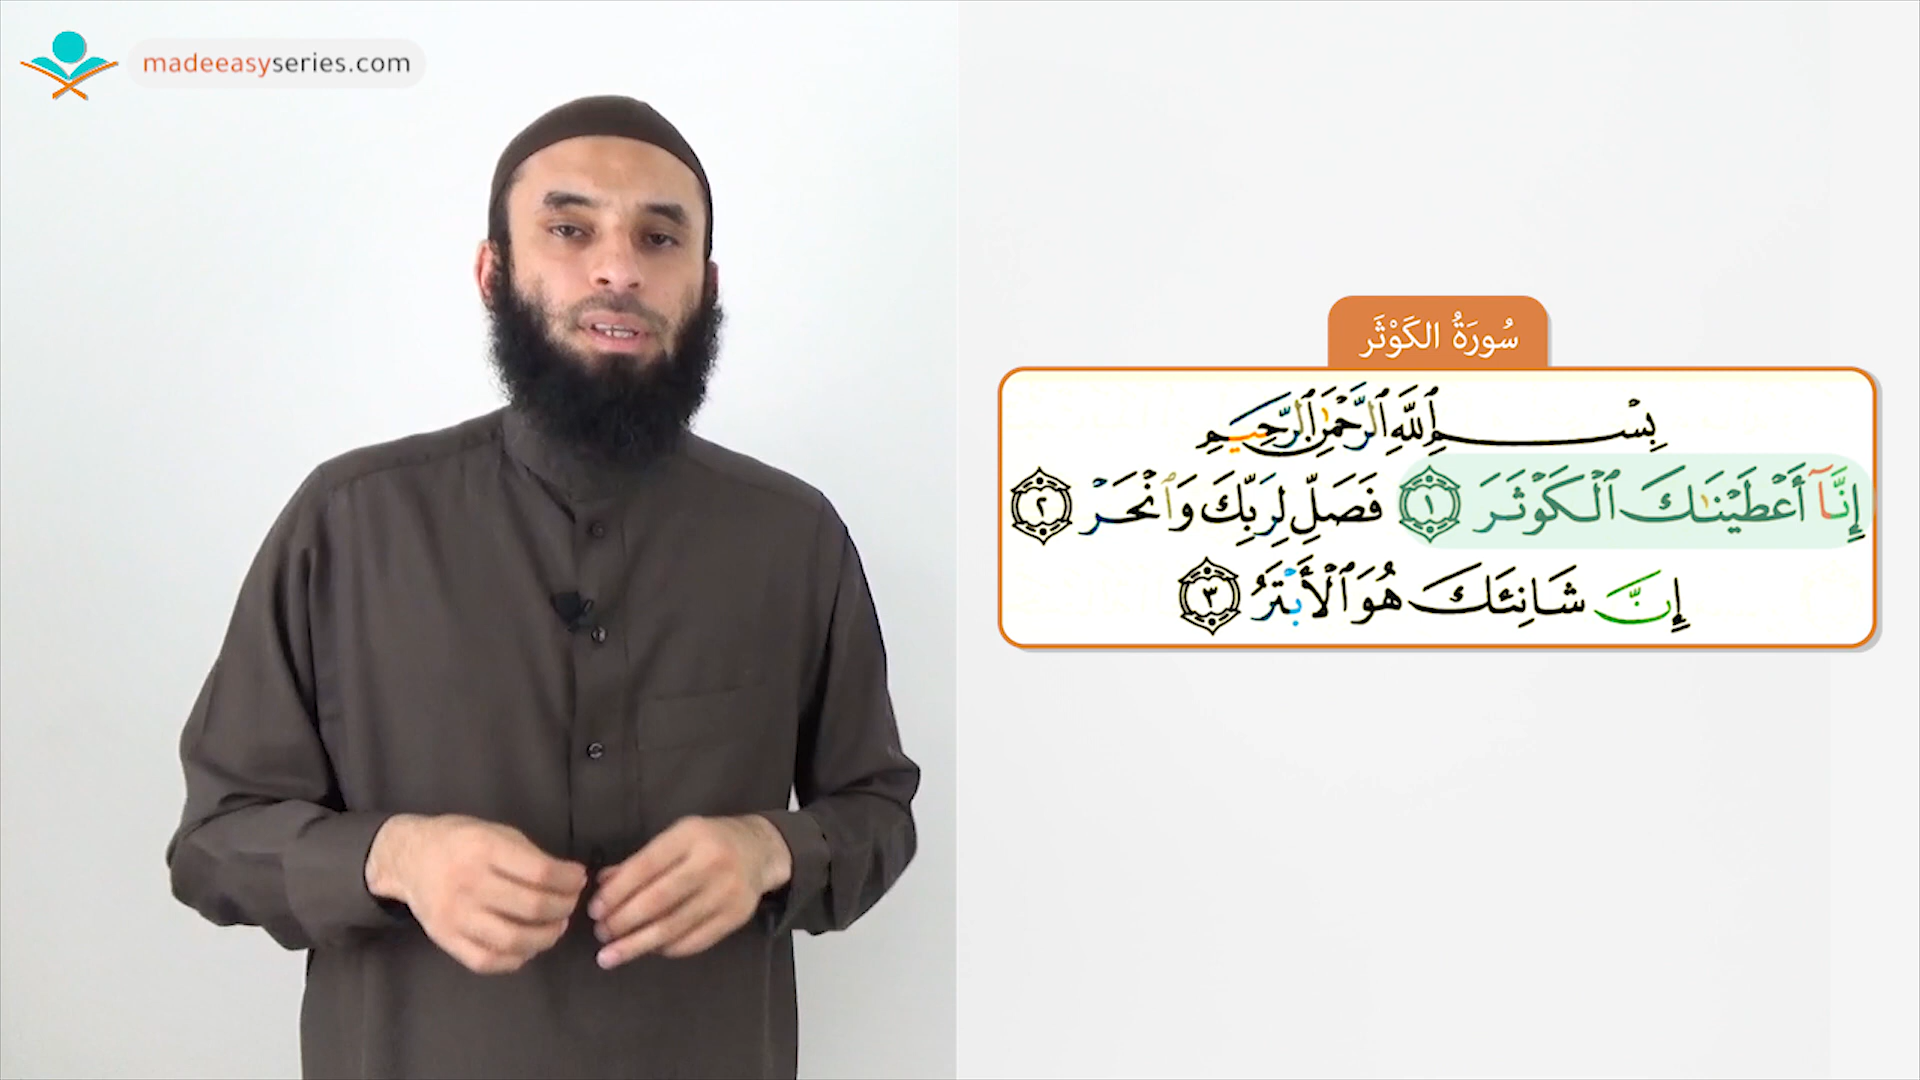 madeeasyseries.com
سُورَةُ الكَوْثَر
بِسْمِ ٱللَّهِ ٱلرَّحْمَٰنِ ٱلرَّحِيمِ
إِنَّآ أَعْطَيْنَٰكَ ٱلْكَوْثَرَ ١ فَصَلِّ لِرَبِّكَ وَٱنْحَرْ ٢
إِنَّ شَانِئَكَ هُوَ ٱلْأَبْتَرُ ٣